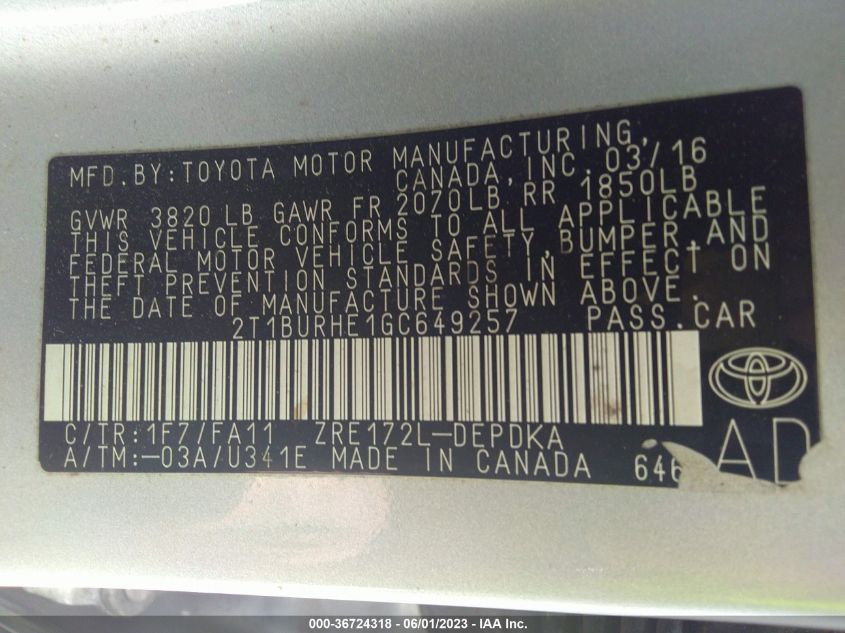 MFD.BY:TOYOTA MOTOR MANUFACTURING,
CANADA,INC. 03/16
GVWR 3820 LB GAWR FR 2070LB RR 1850LB
THIS VEHICLE CONFORMS TO ALL APPLICABLE
FEDERAL MOTOR VEHICLE SAFETY,BUMPER,AND
THEFT PREVENTION STANDARDS IN EFFECT ON
THE DATE OF MANUFACTURE SHOWN ABOVE.
2T1BURHE1GC649257 PASS.CAR
C/TR:1F7/FA11 ZRE172L-DEPDKA
A/TM:-03A/U341E MADE IN CANADA 646
AD
000-36724318 - 06/01/2023 - IAA Inc.